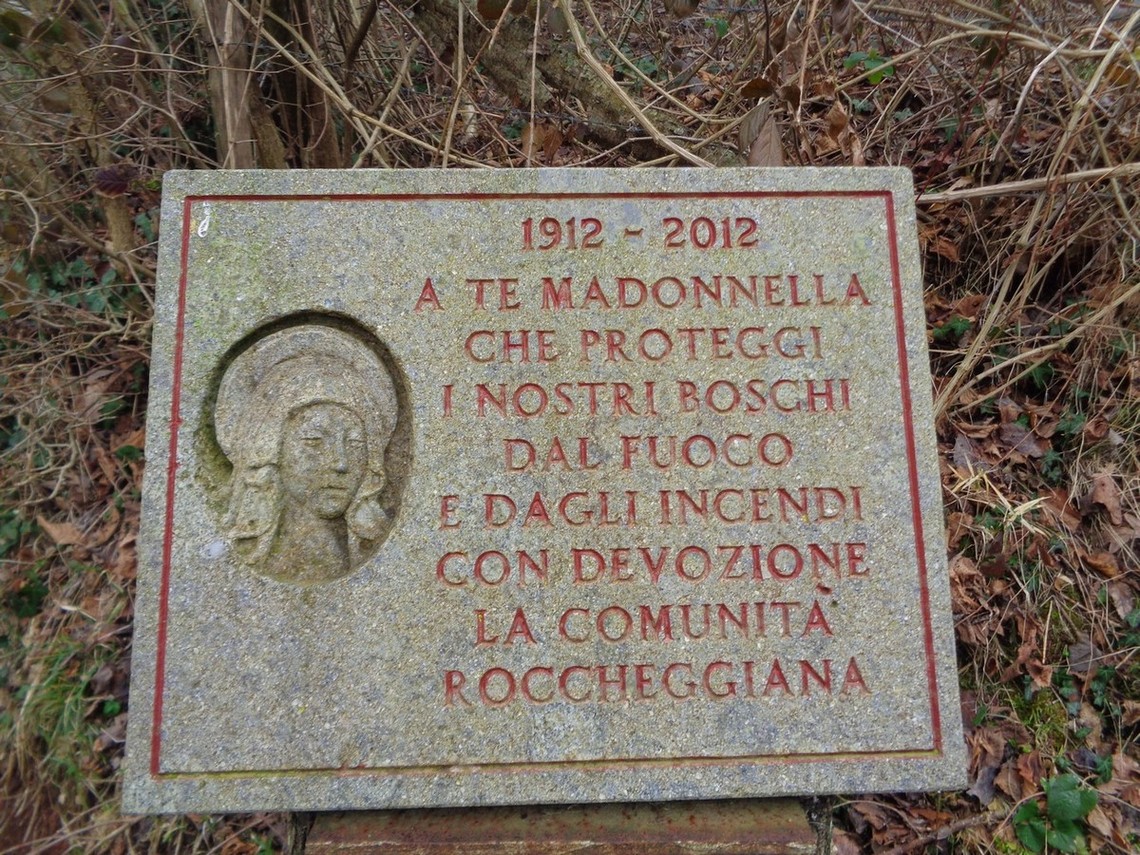 1912 - 2012
A TE MADONNELLA
CHE PROTEGGI
I NOSTRI BOSCHI
DAL FUOCO
E DAGLI INCENDI
CON DEVOZIONE
LA COMUNITÀ
ROCCHEGGIANA